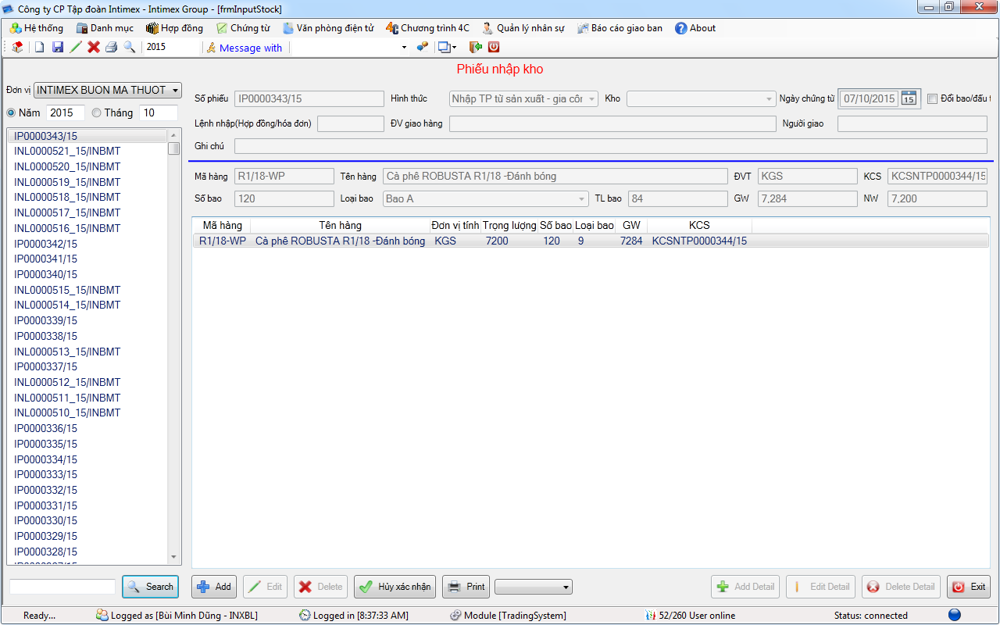 Công ty CP Tập đoàn Intimex - Intimex Group - [frmInputStock]
Hệ thống Danh mục Hợp đồng Chứng từ Văn phòng điện tử Chương trình 4C Quản lý nhân sự Báo cáo giao ban About
2015 Message with
Phiếu nhập kho
Đơn vị INTIMEX BUON MA THUOT
Năm 2015 Tháng 10
Số phiếu IP0000343/15 Hình thức Nhập TP từ sản xuất - gia côn Kho Ngày chứng từ 07/10/2015 15 Đổi bao/đấu t
Lệnh nhập(Hợp đồng/hóa đơn) ĐV giao hàng Người giao
Ghi chú
Mã hàng R1/18-WP Tên hàng Cà phê ROBUSTA R1/18 -Đánh bóng ĐVT KGS KCS KCSNTP0000344/15
Số bao 120 Loại bao Bao A TL bao 84 GW 7,284 NW 7,200
Mã hàng Tên hàng Đơn vị tính Trọng lượng Số bao Loại bao GW KCS
R1/18-WP Cà phê ROBUSTA R1/18 -Đánh bóng KGS 7200 120 9 7284 KCSNTP0000344/15
IP0000343/15
INL0000521_15/INBMT
INL0000520_15/INBMT
INL0000519_15/INBMT
INL0000518_15/INBMT
INL0000517_15/INBMT
INL0000516_15/INBMT
IP0000342/15
IP0000341/15
IP0000340/15
INL0000515_15/INBMT
INL0000514_15/INBMT
IP0000339/15
IP0000338/15
INL0000513_15/INBMT
IP0000337/15
INL0000512_15/INBMT
INL0000511_15/INBMT
INL0000510_15/INBMT
IP0000336/15
IP0000335/15
IP0000334/15
IP0000333/15
IP0000332/15
IP0000331/15
IP0000330/15
IP0000329/15
IP0000328/15
Search Add Edit Delete Hủy xác nhận Print Add Detail Edit Detail Delete Detail Exit
Ready... Logged as [Bùi Minh Dũng - INXBL] Logged in [8:37:33 AM] Module [TradingSystem] 52/260 User online Status: connected